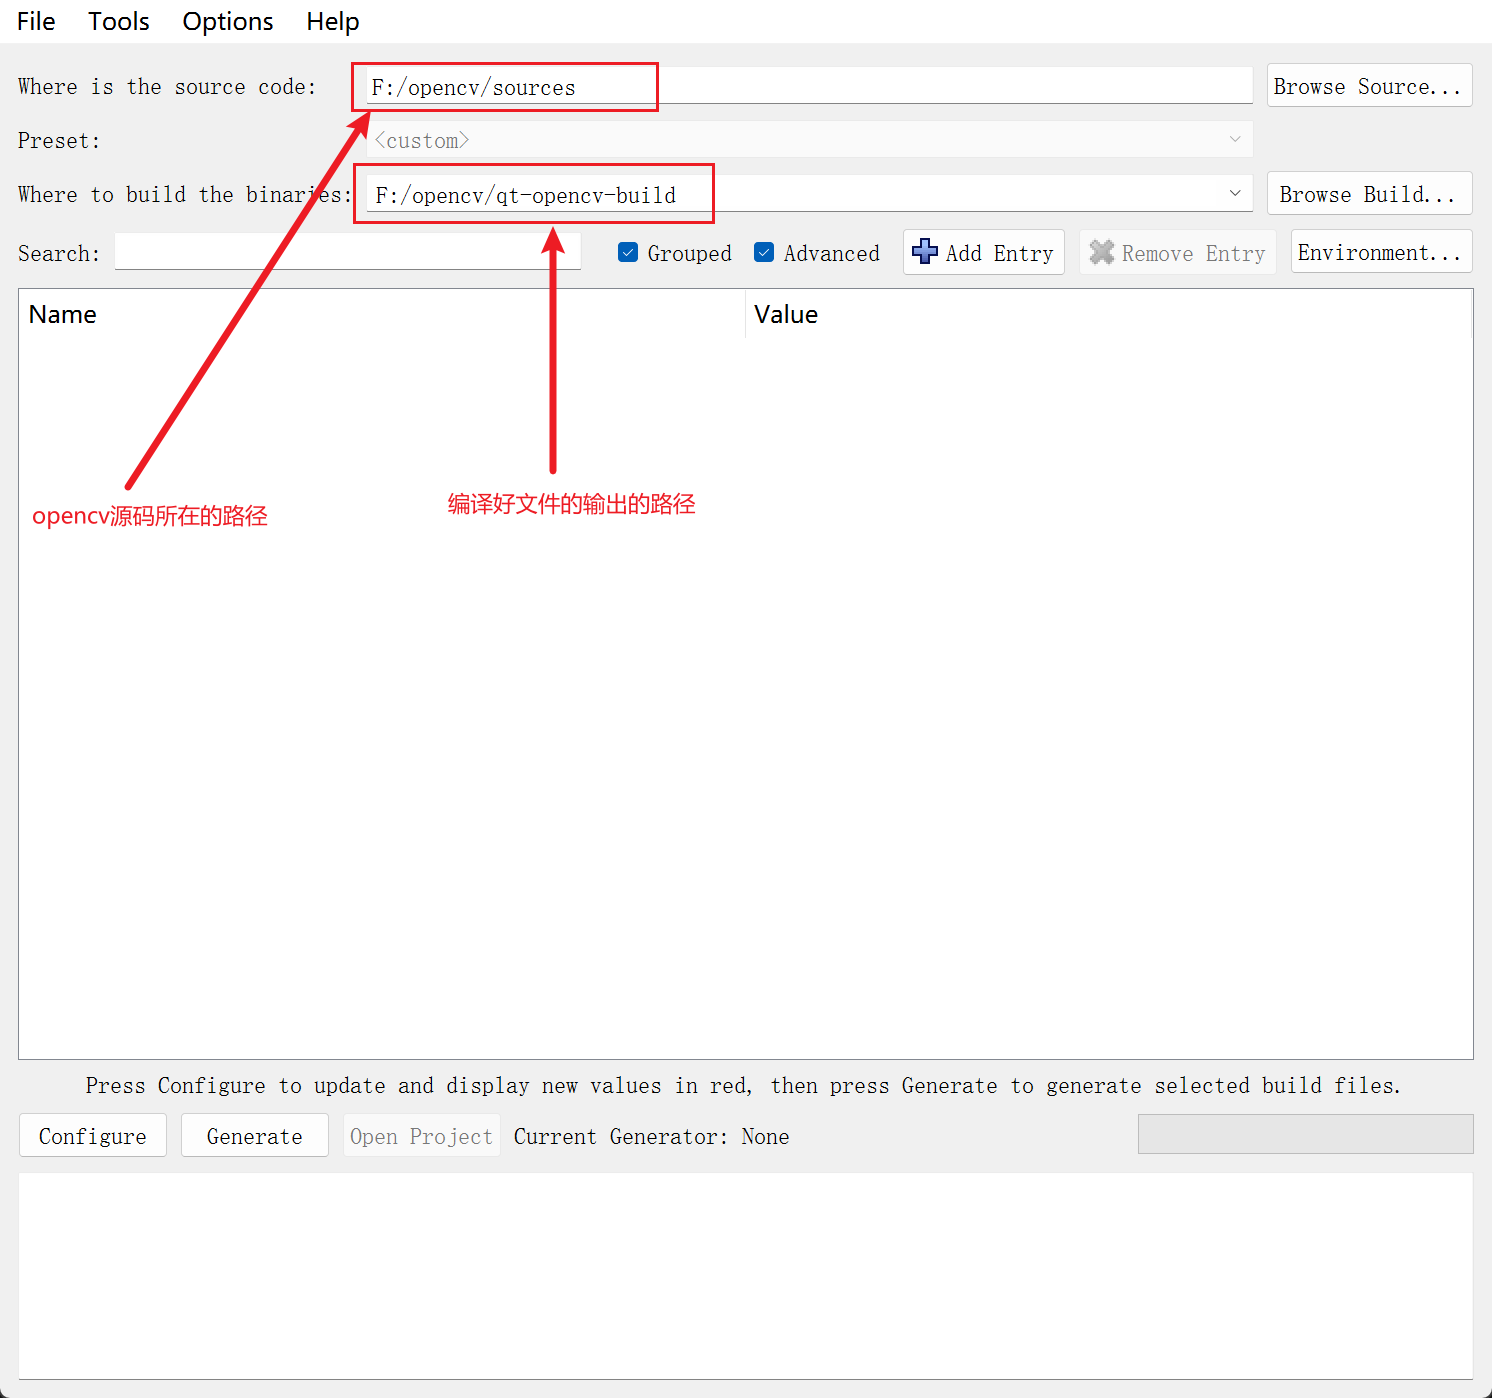 File Tools Options Help
Where is the source code: F:/opencv/sources Browse Source...
Preset: <custom>
Where to build the binaries: F:/opencv/qt-opencv-build Browse Build...
Search: Grouped Advanced Add Entry Remove Entry Environment...
Name Value
opencv源码所在的路径
编译好文件的输出的路径
Press Configure to update and display new values in red, then press Generate to generate selected build files.
Configure Generate Open Project Current Generator: None